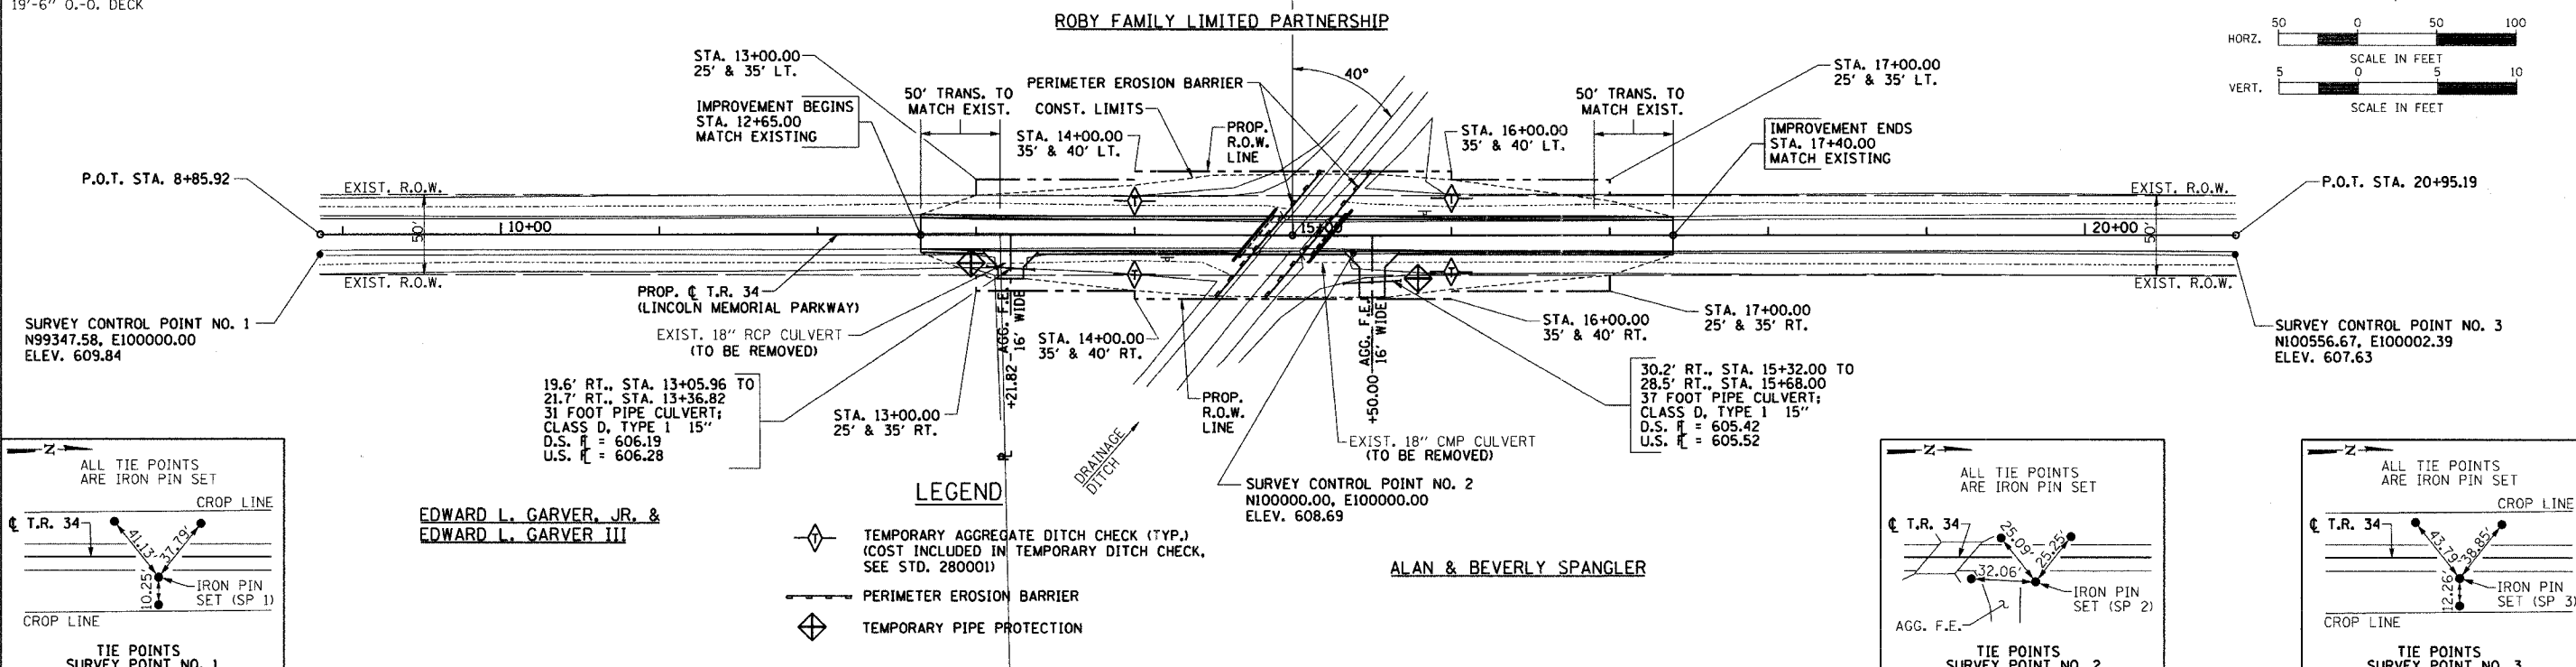 19'-6" O.-O. DECK
ROBY FAMILY LIMITED PARTNERSHIP
50 0 50 100
HORZ.
SCALE IN FEET
5 0 5 10
VERT.
SCALE IN FEET
STA. 13+00.00
25' & 35' LT.
IMPROVEMENT BEGINS
STA. 12+65.00
MATCH EXISTING
50' TRANS. TO
MATCH EXIST.
PERIMETER EROSION BARRIER
CONST. LIMITS
STA. 14+00.00
35' & 40' LT.
PROP.
R.O.W.
LINE
40°
STA. 16+00.00
35' & 40' LT.
50' TRANS. TO
MATCH EXIST.
STA. 17+00.00
25' & 35' LT.
IMPROVEMENT ENDS
STA. 17+40.00
MATCH EXISTING
P.O.T. STA. 8+85.92
EXIST. R.O.W.
EXIST. R.O.W.
P.O.T. STA. 20+95.19
50'
10+00
15+00
20+00
50'
EXIST. R.O.W.
EXIST. R.O.W.
SURVEY CONTROL POINT NO. 1
N99347.58, E100000.00
ELEV. 609.84
PROP. ℄ T.R. 34
(LINCOLN MEMORIAL PARKWAY)
EXIST. 18" RCP CULVERT
(TO BE REMOVED)
19.6' RT., STA. 13+05.96 TO
21.7' RT., STA. 13+36.82
31 FOOT PIPE CULVERT;
CLASS D, TYPE 1 15"
D.S. F͟L = 606.19
U.S. F͟L = 606.28
STA. 13+00.00
25' & 35' RT.
+21.82 AGG. F.E.
16' WIDE
STA. 14+00.00
35' & 40' RT.
DRAINAGE
DITCH
PROP.
R.O.W.
LINE
+50.00 AGG. F.E.
16' WIDE
EXIST. 18" CMP CULVERT
(TO BE REMOVED)
SURVEY CONTROL POINT NO. 2
N100000.00, E100000.00
ELEV. 608.69
STA. 16+00.00
35' & 40' RT.
STA. 17+00.00
25' & 35' RT.
30.2' RT., STA. 15+32.00 TO
28.5' RT., STA. 15+68.00
37 FOOT PIPE CULVERT;
CLASS D, TYPE 1 15"
D.S. F͟L = 605.42
U.S. F͟L = 605.52
SURVEY CONTROL POINT NO. 3
N100556.67, E100002.39
ELEV. 607.63
N
ALL TIE POINTS
ARE IRON PIN SET
CROP LINE
℄ T.R. 34
41.13'
37.79'
10.25'
IRON PIN
SET (SP 1)
CROP LINE
TIE POINTS
SURVEY POINT NO. 1
EDWARD L. GARVER, JR. &
EDWARD L. GARVER III
LEGEND
T
TEMPORARY AGGREGATE DITCH CHECK (TYP.)
(COST INCLUDED IN TEMPORARY DITCH CHECK,
SEE STD. 280001)
PERIMETER EROSION BARRIER
TEMPORARY PIPE PROTECTION
ALAN & BEVERLY SPANGLER
N
ALL TIE POINTS
ARE IRON PIN SET
℄ T.R. 34
25.09'
25.25'
32.06'
IRON PIN
SET (SP 2)
AGG. F.E.
TIE POINTS
SURVEY POINT NO. 2
N
ALL TIE POINTS
ARE IRON PIN SET
CROP LINE
℄ T.R. 34
43.79'
38.85'
12.26'
IRON PIN
SET (SP 3)
CROP LINE
TIE POINTS
SURVEY POINT NO. 3